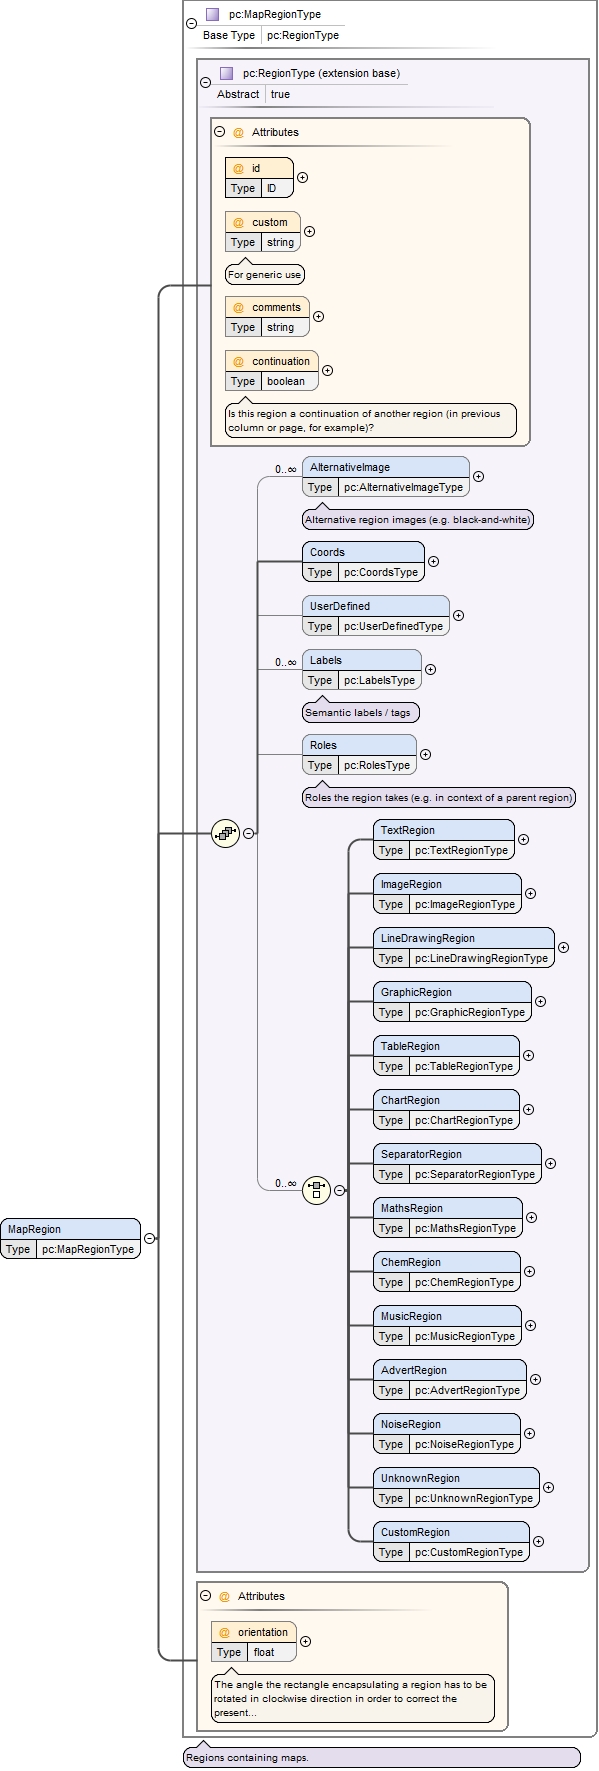 pc:MapRegionType
Base Type pc:RegionType
pc:RegionType (extension base)
Abstract true
@ Attributes
@ id
Type ID
@ custom
Type string
For generic use
@ comments
Type string
@ continuation
Type boolean
Is this region a continuation of another region (in previous
column or page, for example)?
0..∞
AlternativeImage
Type pc:AlternativeImageType
Alternative region images (e.g. black-and-white)
Coords
Type pc:CoordsType
UserDefined
Type pc:UserDefinedType
0..∞
Labels
Type pc:LabelsType
Semantic labels / tags
Roles
Type pc:RolesType
Roles the region takes (e.g. in context of a parent region)
0..∞
TextRegion
Type pc:TextRegionType
ImageRegion
Type pc:ImageRegionType
LineDrawingRegion
Type pc:LineDrawingRegionType
GraphicRegion
Type pc:GraphicRegionType
TableRegion
Type pc:TableRegionType
ChartRegion
Type pc:ChartRegionType
SeparatorRegion
Type pc:SeparatorRegionType
MathsRegion
Type pc:MathsRegionType
ChemRegion
Type pc:ChemRegionType
MusicRegion
Type pc:MusicRegionType
AdvertRegion
Type pc:AdvertRegionType
NoiseRegion
Type pc:NoiseRegionType
UnknownRegion
Type pc:UnknownRegionType
CustomRegion
Type pc:CustomRegionType
MapRegion
Type pc:MapRegionType
@ Attributes
@ orientation
Type float
The angle the rectangle encapsulating a region has to be
rotated in clockwise direction in order to correct the
present...
Regions containing maps.